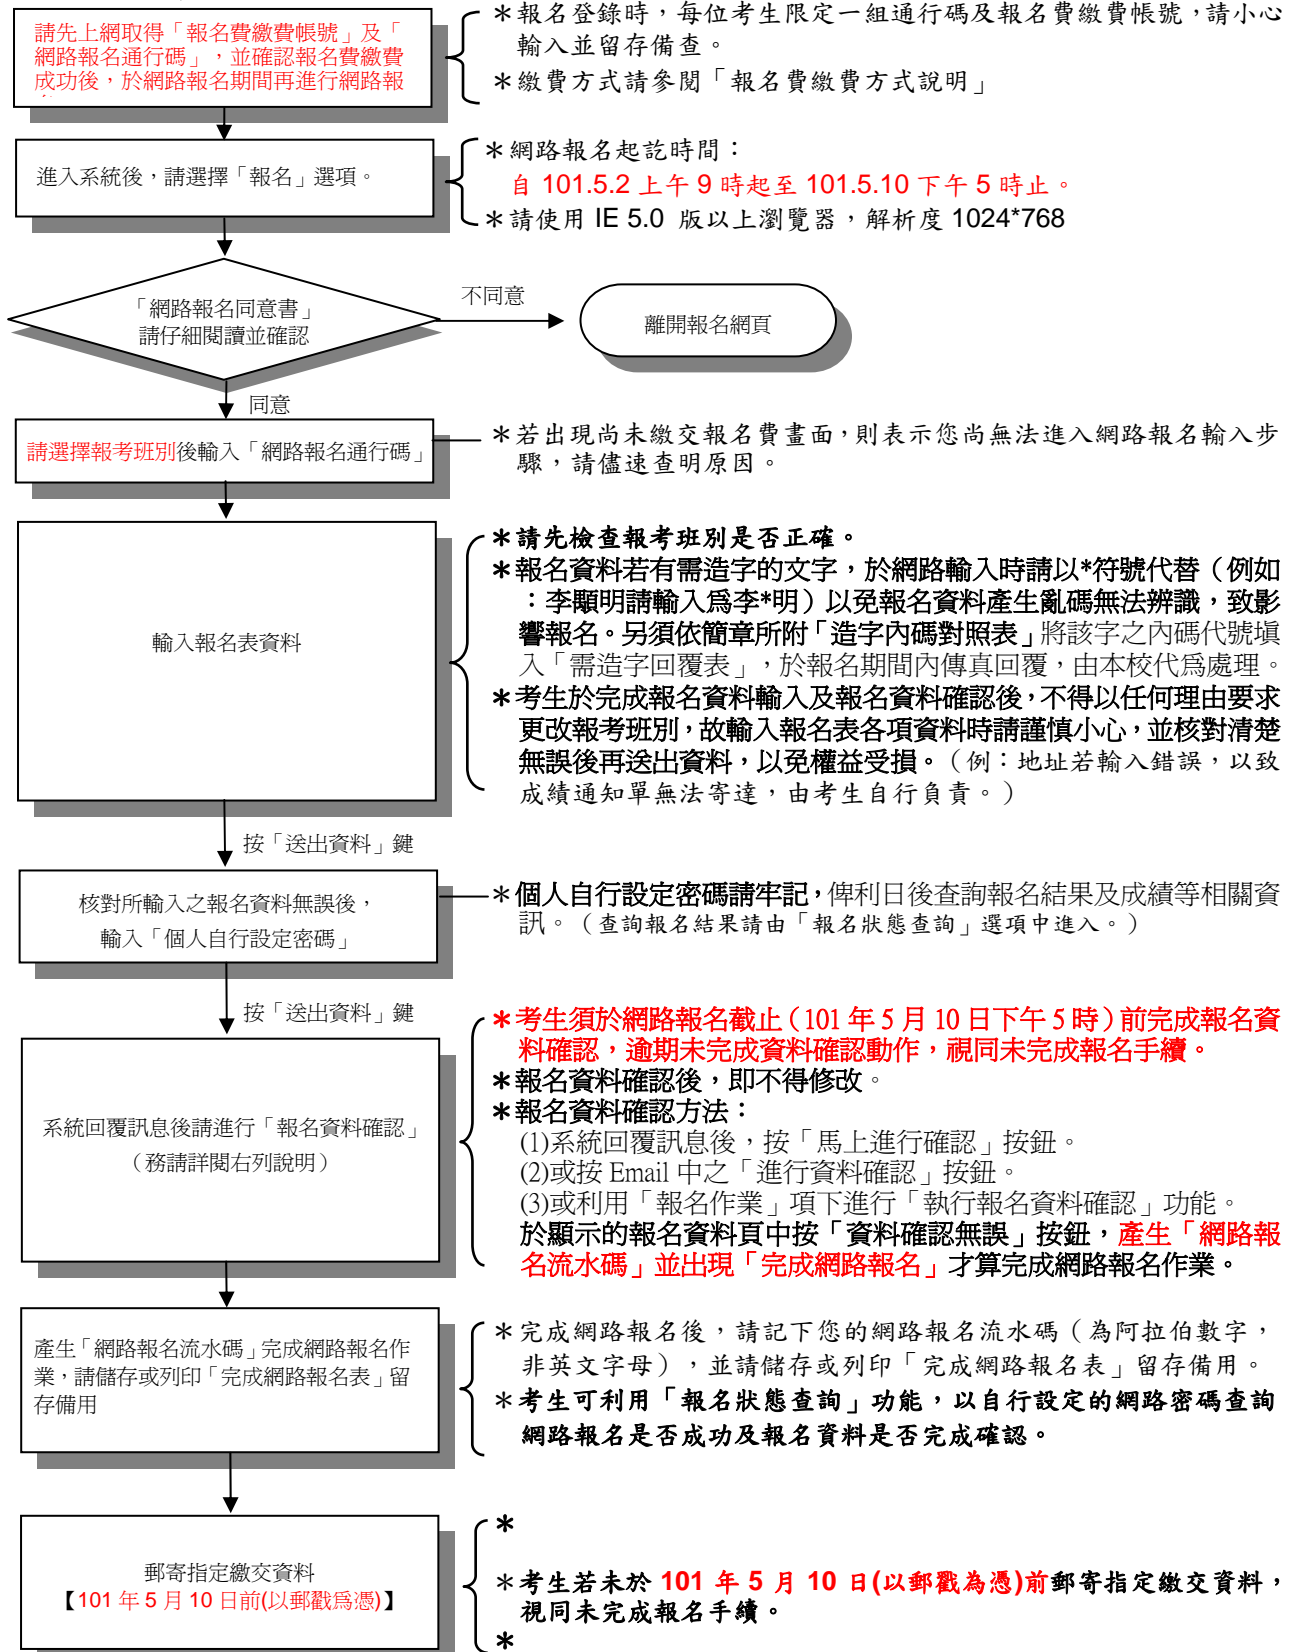 請先上網取得「報名費繳費帳號」及「
網路報名通行碼」,並確認報名費繳費
成功後,於網路報名期間再進行網路報
＊報名登錄時,每位考生限定一組通行碼及報名費繳費帳號,請小心
輸入並留存備查。
＊繳費方式請參閱「報名費繳費方式說明」
進入系統後,請選擇「報名」選項。
＊網路報名起訖時間:
自 101.5.2 上午 9 時起至 101.5.10 下午 5 時止。
＊請使用 IE 5.0 版以上瀏覽器,解析度 1024*768
「網路報名同意書」
請仔細閱讀並確認
不同意
離開報名網頁
同意
請選擇報考班別後輸入「網路報名通行碼」
＊若出現尚未繳交報名費畫面,則表示您尚無法進入網路報名輸入步
驟,請儘速查明原因。
輸入報名表資料
＊請先檢查報考班別是否正確。
＊報名資料若有需造字的文字,於網路輸入時請以*符號代替(例如
:李顯明請輸入為李*明)以免報名資料產生亂碼無法辨識,致影
響報名。另須依簡章所附「造字內碼對照表」將該字之內碼代號填
入「需造字回覆表」,於報名期間內傳真回覆,由本校代為處理。
＊考生於完成報名資料輸入及報名資料確認後,不得以任何理由要求
更改報考班別,故輸入報名表各項資料時請謹慎小心,並核對清楚
無誤後再送出資料,以免權益受損。(例:地址若輸入錯誤,以致
成績通知單無法寄達,由考生自行負責。)
按「送出資料」鍵
核對所輸入之報名資料無誤後,
輸入「個人自行設定密碼」
＊個人自行設定密碼請牢記,俾利日後查詢報名結果及成績等相關資
訊。(查詢報名結果請由「報名狀態查詢」選項中進入。)
按「送出資料」鍵
系統回覆訊息後請進行「報名資料確認」
(務請詳閱右列說明)
＊考生須於網路報名截止(101 年 5 月 10 日下午 5 時)前完成報名資
料確認,逾期未完成資料確認動作,視同未完成報名手續。
＊報名資料確認後,即不得修改。
＊報名資料確認方法:
(1)系統回覆訊息後,按「馬上進行確認」按鈕。
(2)或按 Email 中之「進行資料確認」按鈕。
(3)或利用「報名作業」項下進行「執行報名資料確認」功能。
於顯示的報名資料頁中按「資料確認無誤」按鈕,產生「網路報
名流水碼」並出現「完成網路報名」才算完成網路報名作業。
產生「網路報名流水碼」完成網路報名作
業,請儲存或列印「完成網路報名表」留
存備用
＊完成網路報名後,請記下您的網路報名流水碼(為阿拉伯數字,
非英文字母),並請儲存或列印「完成網路報名表」留存備用。
＊考生可利用「報名狀態查詢」功能,以自行設定的網路密碼查詢
網路報名是否成功及報名資料是否完成確認。
郵寄指定繳交資料
【101 年 5 月 10 日前(以郵戳為憑)】
＊
＊考生若未於 101 年 5 月 10 日(以郵戳為憑)前郵寄指定繳交資料,
視同未完成報名手續。
＊